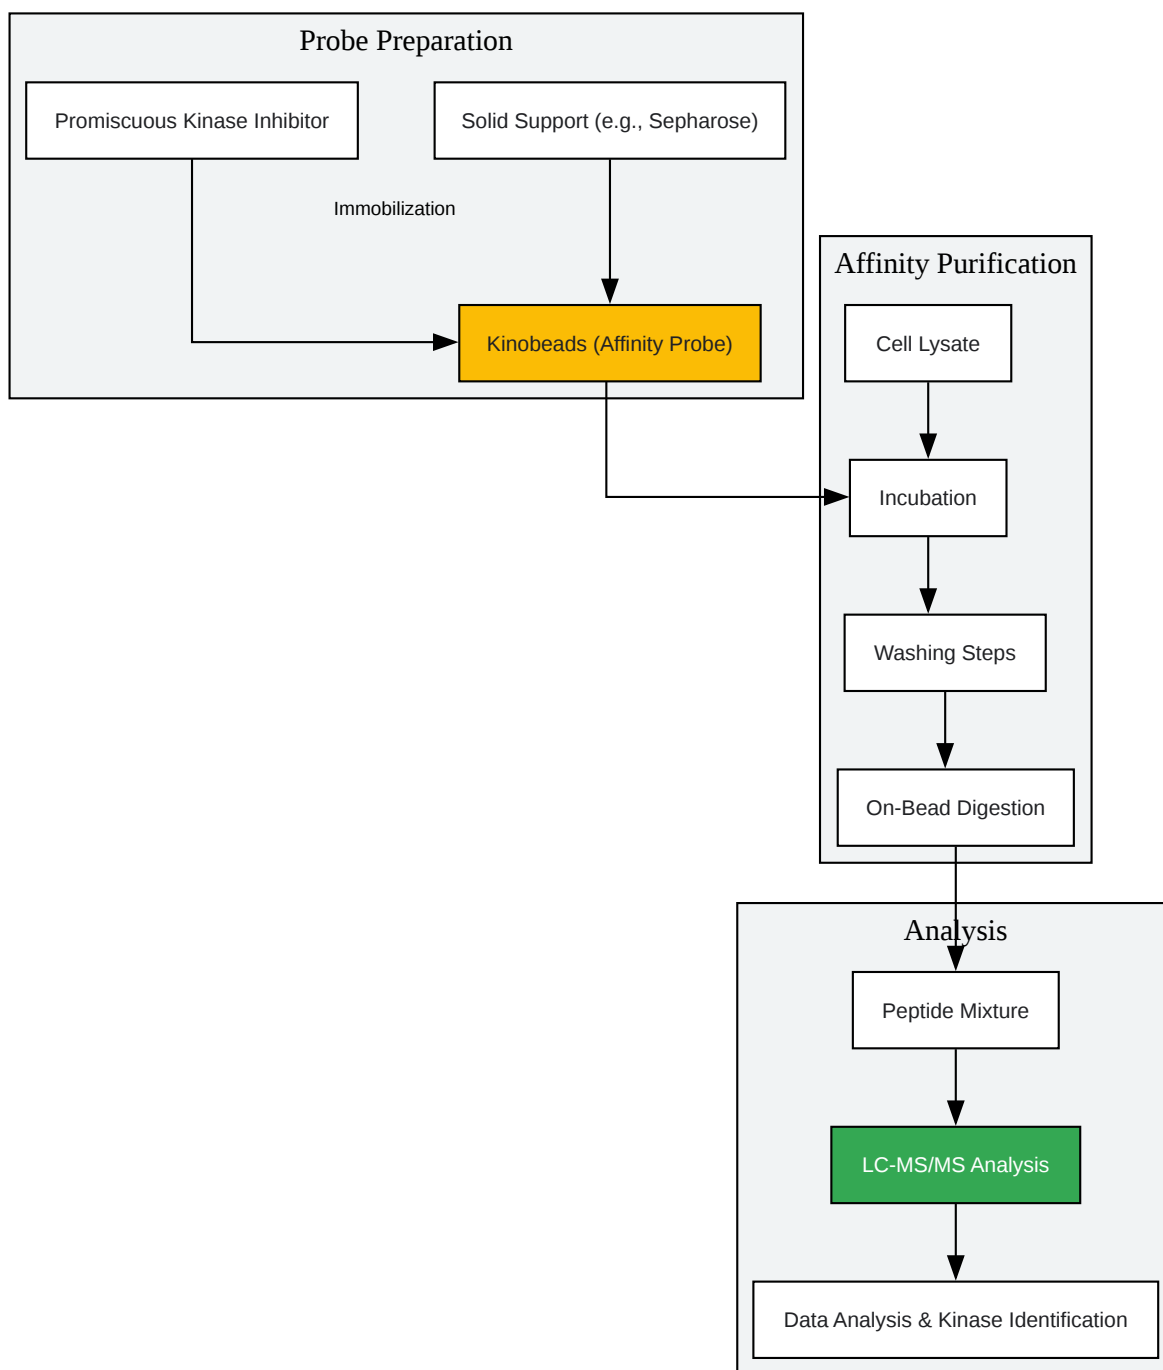 Probe Preparation
Promiscuous Kinase Inhibitor
Solid Support (e.g., Sepharose)
Immobilization
Kinobeads (Affinity Probe)
Affinity Purification
Cell Lysate
Incubation
Washing Steps
On-Bead Digestion
Analysis
Peptide Mixture
LC-MS/MS Analysis
Data Analysis & Kinase Identification